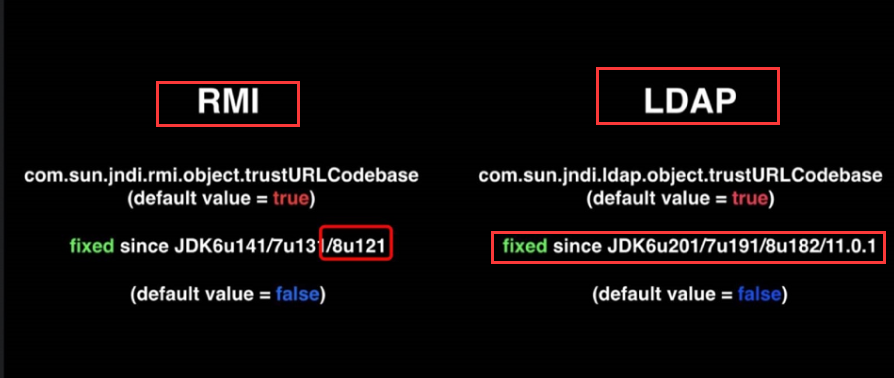 RMI
com.sun.jndi.rmi.object.trustURLCodebase
(default value = true)
fixed since JDK6u141/7u131/8u121
(default value = false)
LDAP
com.sun.jndi.ldap.object.trustURLCodebase
(default value = true)
fixed since JDK6u201/7u191/8u182/11.0.1
(default value = false)